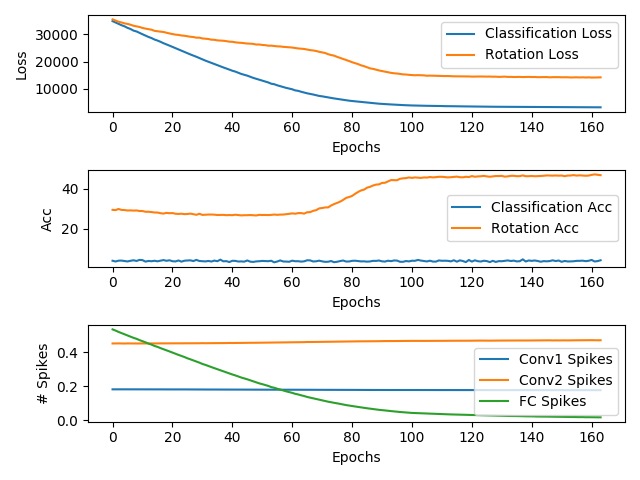 30000
20000
10000
Loss
Classification Loss
Rotation Loss
0 20 40 60 80 100 120 140 160
Epochs
40
20
Acc
Classification Acc
Rotation Acc
0 20 40 60 80 100 120 140 160
Epochs
0.4
0.2
0.0
# Spikes
Conv1 Spikes
Conv2 Spikes
FC Spikes
0 20 40 60 80 100 120 140 160
Epochs